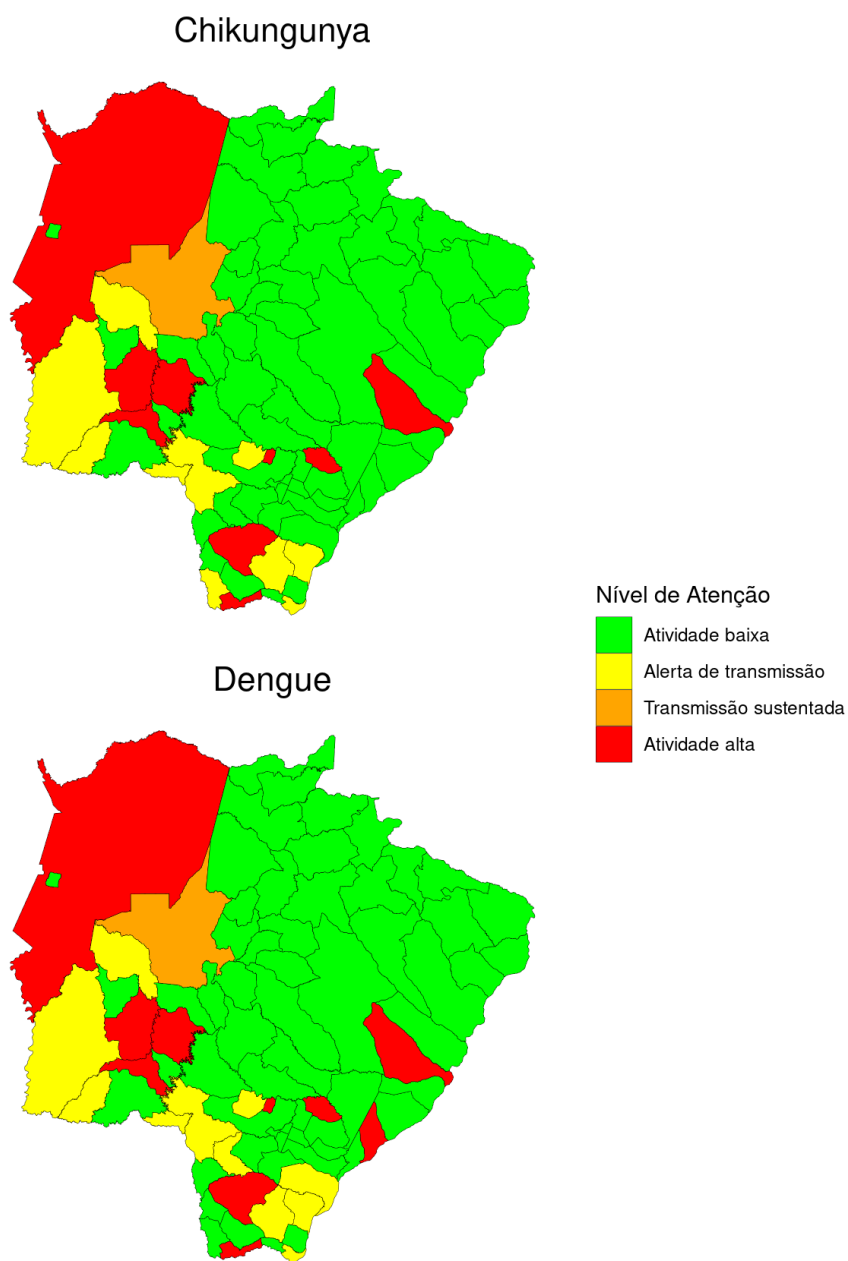 Chikungunya
Nível de Atenção
Atividade baixa
Alerta de transmissão
Transmissão sustentada
Atividade alta
Dengue